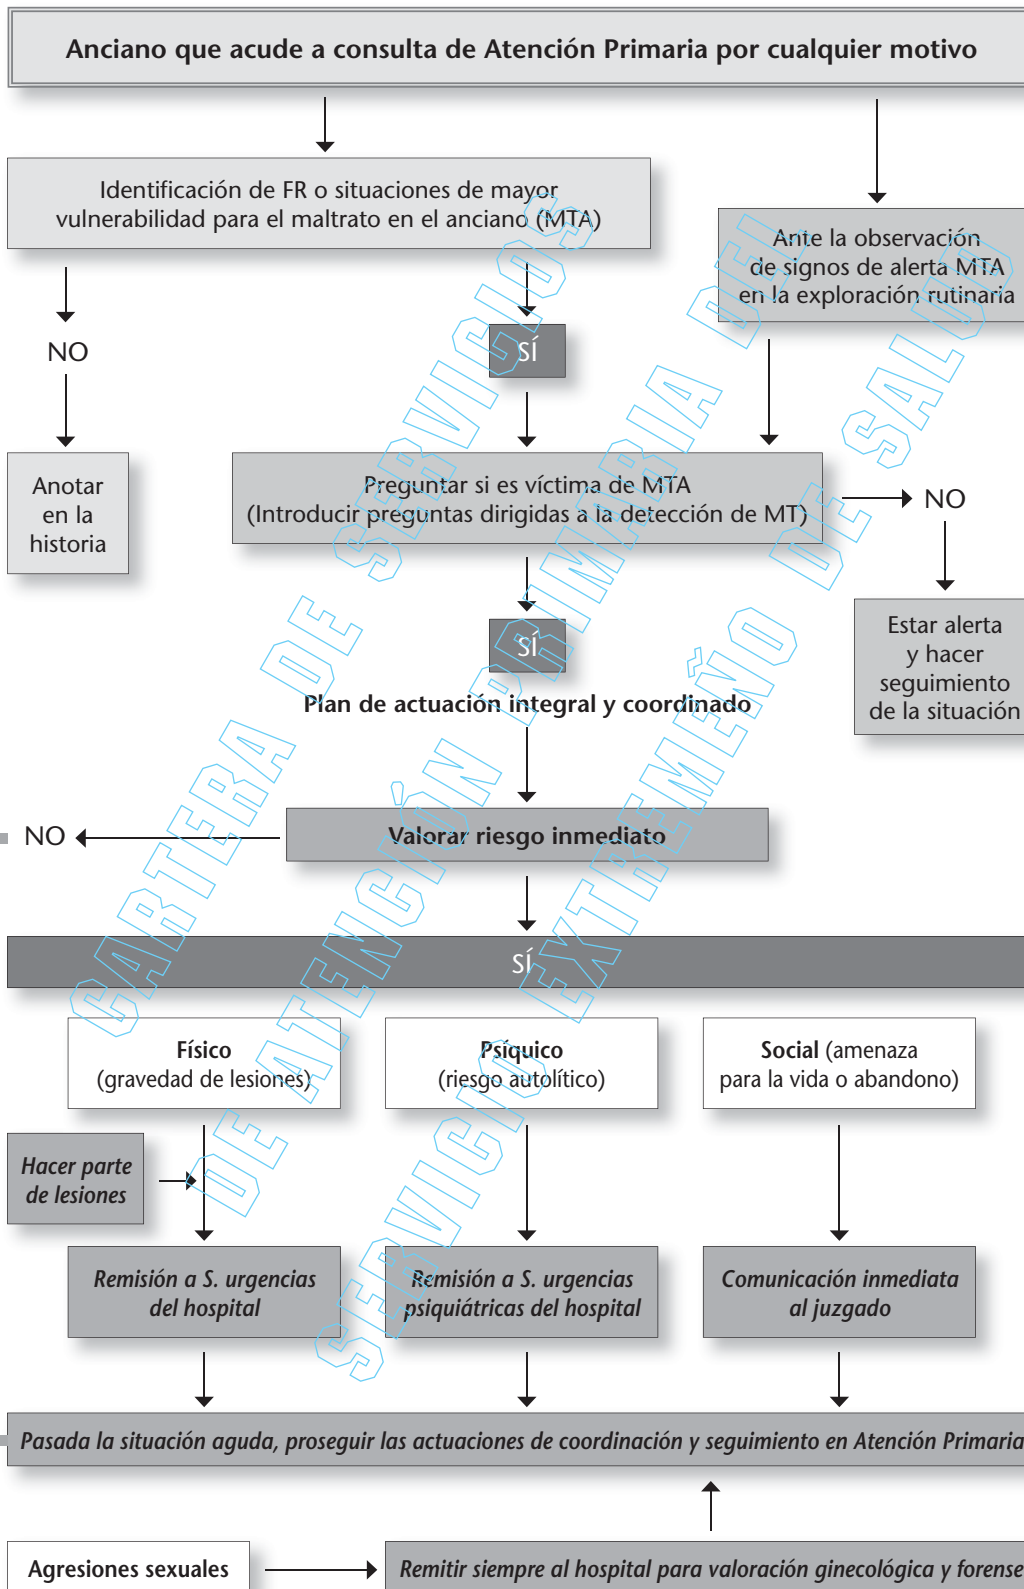 Anciano que acude a consulta de Atención Primaria por cualquier motivo
Identificación de FR o situaciones de mayor
vulnerabilidad para el maltrato en el anciano (MTA)
Ante la observación
de signos de alerta MTA
en la exploración rutinaria
NO
SÍ
Anotar
en la
historia
Preguntar si es víctima de MTA
(Introducir preguntas dirigidas a la detección de MT)
NO
SÍ
Estar alerta
y hacer
seguimiento
de la situación
Plan de actuación integral y coordinado
NO
Valorar riesgo inmediato
SÍ
Físico
(gravedad de lesiones)
Psíquico
(riesgo autolítico)
Social (amenaza
para la vida o abandono)
Hacer parte
de lesiones
Remisión a S. urgencias
del hospital
Remisión a S. urgencias
psiquiátricas del hospital
Comunicación inmediata
al juzgado
Pasada la situación aguda, proseguir las actuaciones de coordinación y seguimiento en Atención Primaria
Agresiones sexuales
Remitir siempre al hospital para valoración ginecológica y forense
CARTERA DE SERVICIOS
DE ATENCIÓN PRIMARIA DEL
SERVICIO EXTREMEÑO DE SALUD